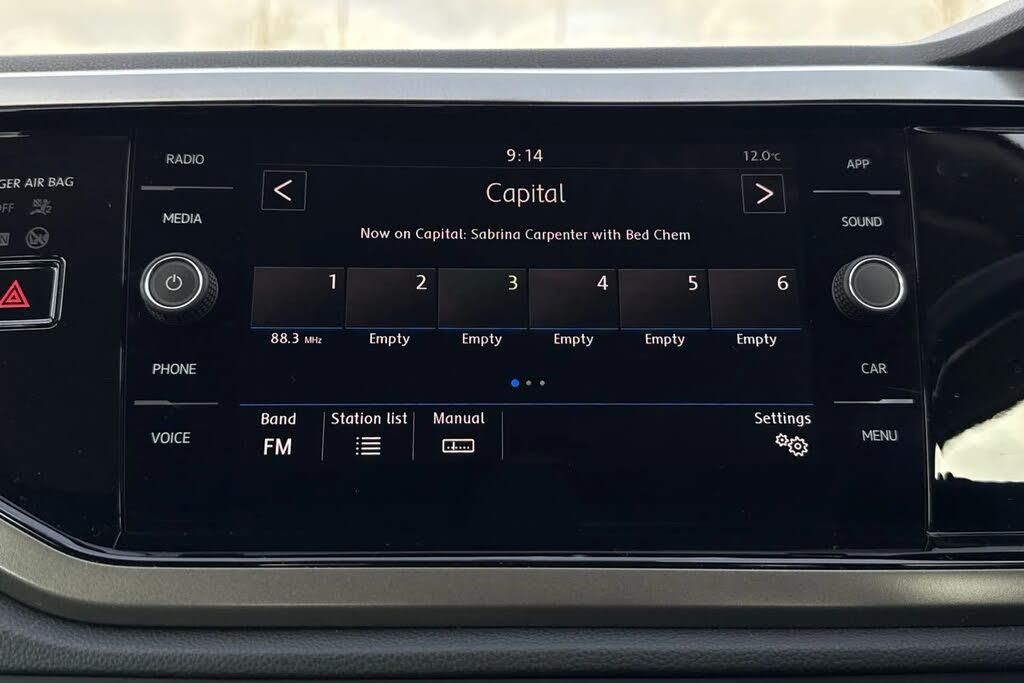 9:14
12.0°C
RADIO
MEDIA
PHONE
VOICE
GER AIR BAG
FF
Capital
Now on Capital: Sabrina Carpenter with Bed Chem
1 2 3 4 5 6
88.3 MHz Empty Empty Empty Empty Empty
Band Station list Manual Settings
FM
APP
SOUND
CAR
MENU